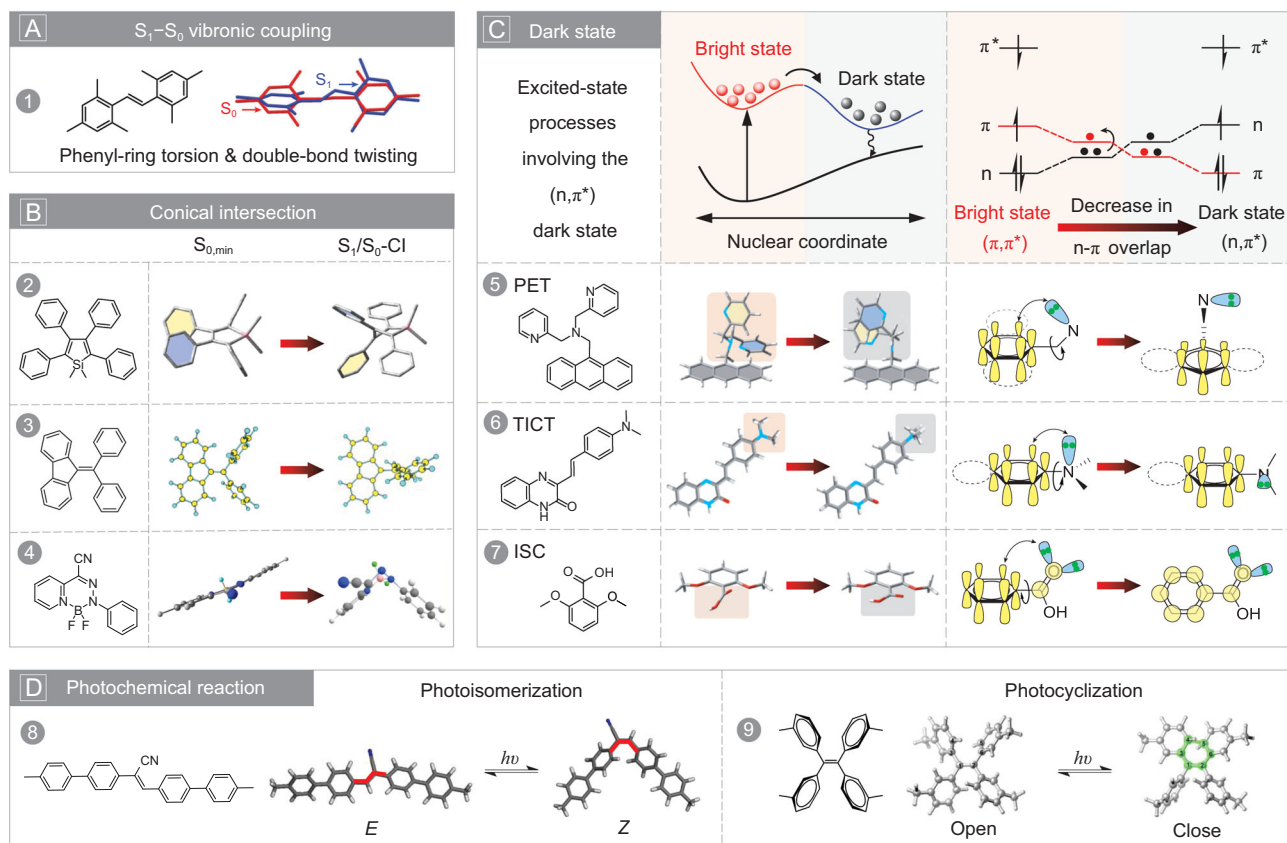 A
S1–S0 vibronic coupling
1
S0
S1
Phenyl-ring torsion & double-bond twisting
B
Conical intersection
S0,min
S1/S0-CI
2
Si
3
4
CN
N
N
N
N
B
F
F
C
Dark state
Excited-state
processes
involving the
(n,π*)
dark state
Bright state
Dark state
Nuclear coordinate
π*
π*
π
n
n
π
Bright state
(π,π*)
Decrease in
n-π overlap
Dark state
(n,π*)
5
PET
N
N
N
N
N
6
TICT
N
N
N
H
O
N
N
7
ISC
O
OH
O
O
OH
OH
D
Photochemical reaction
Photoisomerization
8
CN
hν
E
Z
Photocyclization
9
hν
Open
Close